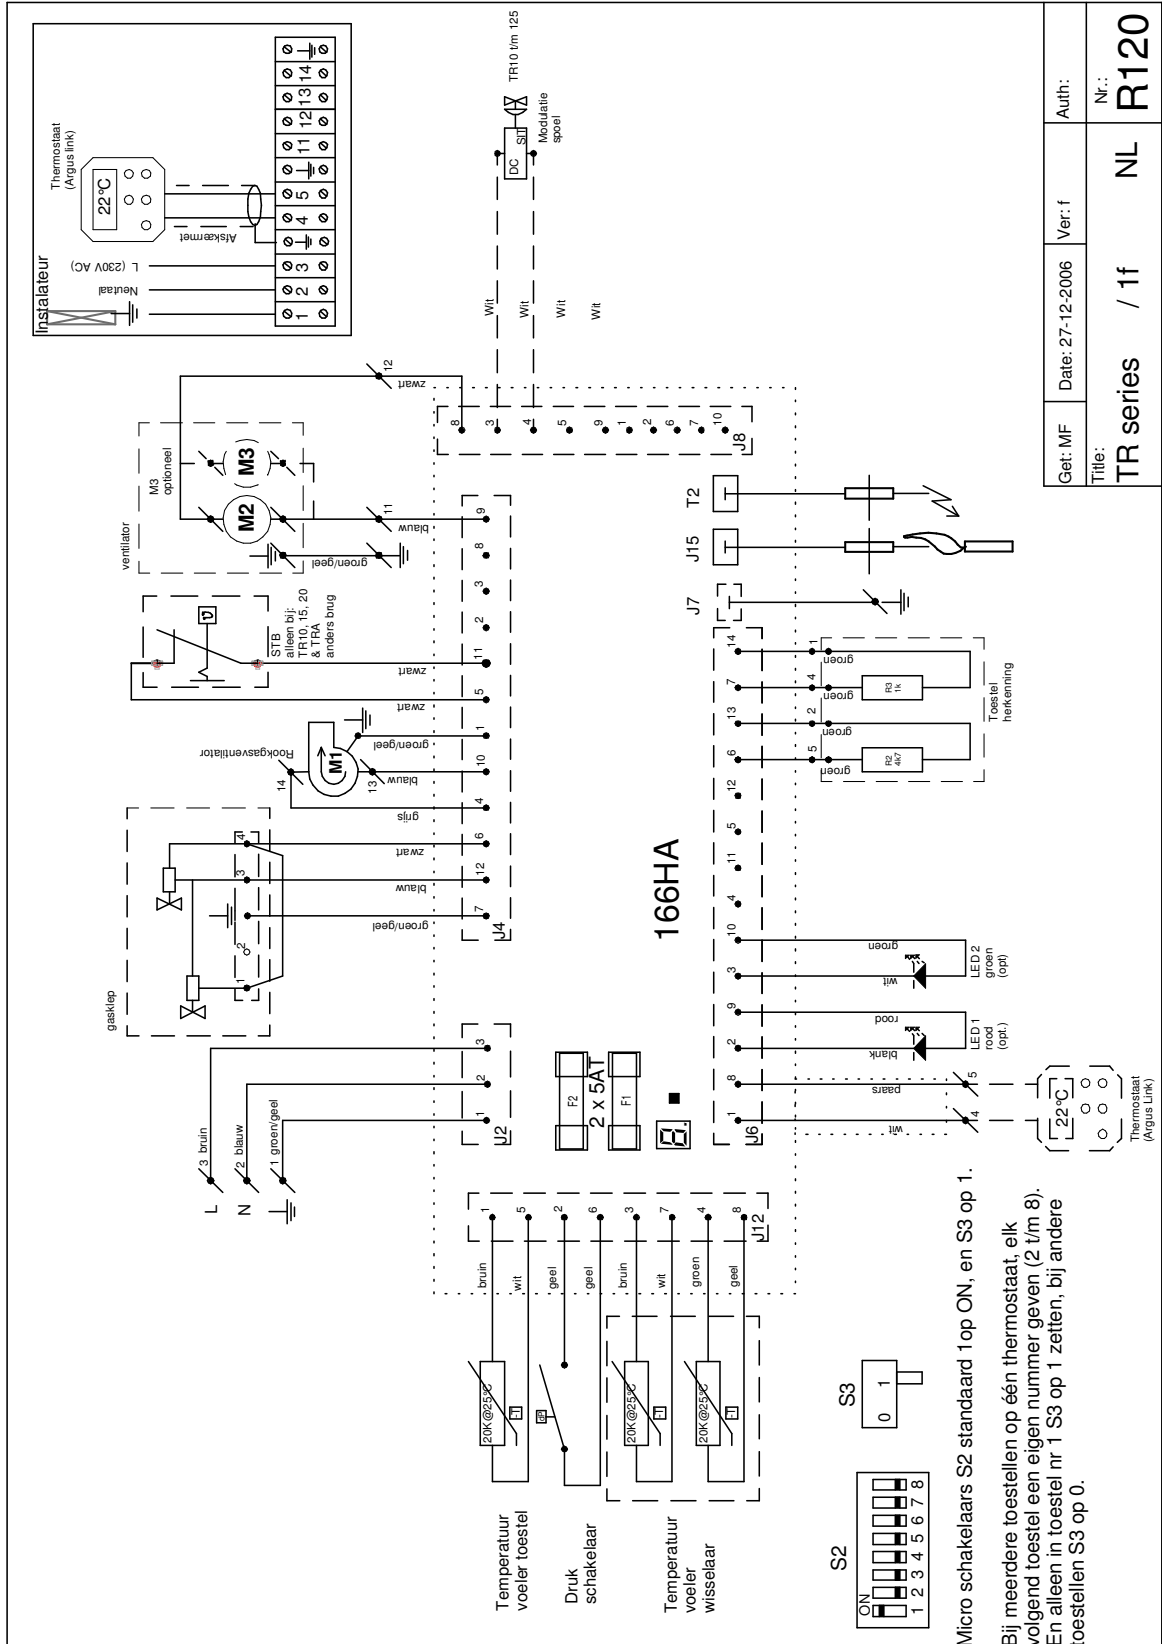 Instalateur
Thermostaat
(Argus link)
22°C
Afskærmet
L (230V AC)
Neutaal
1 2 3 4 5 11 12 13 14
L
N
3 bruin
2 blauw
1 groen/geel
gasklep
1 2 3 4
Rookgasventilator
M1
14
13
STB
alleen bij:
TR10, 15, 20
& TRA
anders brug
ventilator
M3
optioneel
M2
M3
groen/geel
11
blauw
12
zwart
TR10 t/m 125
DC
SIT
Modulatie
spoel
Wit
Wit
Wit
Wit
groen/geel
blauw
zwart
grijs
blauw
groen/geel
zwart
zwart
J2
1 2 3
J4
7 12 6 4 10 1 5 11 2 3 8 9
J8
8 3 4 5 9 1 2 6 7 10
F2
2 x 5AT
F1
166HA
J12
1 5 2 6 3 7 4 8
bruin
wit
geel
geel
bruin
wit
groen
geel
20K@25°C
-T
dP
20K@25°C
-T
20K@25°C
-T
Temperatuur
voeler toestel
Druk
schakelaar
Temperatuur
voeler
wisselaar
J6
1 8 2 9 3 10 4 11 5 12 6 13 7 14
J7
J15
T2
wit
paars
4
5
22°C
Thermostaat
(Argus Link)
blank
rood
LED 1
rood
(opt.)
wit
groen
LED 2
groen
(opt)
5 2 4 1
groen
groen
groen
groen
R2
4k7
R3
1k
Toestel
herkenning
S2
ON
1 2 3 4 5 6 7 8
S3
0 1
Micro schakelaars S2 standaard 1op ON, en S3 op 1.
Bij meerdere toestellen op één thermostaat, elk
volgend toestel een eigen nummer geven (2 t/m 8).
En alleen in toestel nr 1 S3 op 1 zetten, bij andere
toestellen S3 op 0.
Get: MF
Date: 27-12-2006
Ver: f
Auth:
Title:
TR series / 1f NL
Nr.:
R120